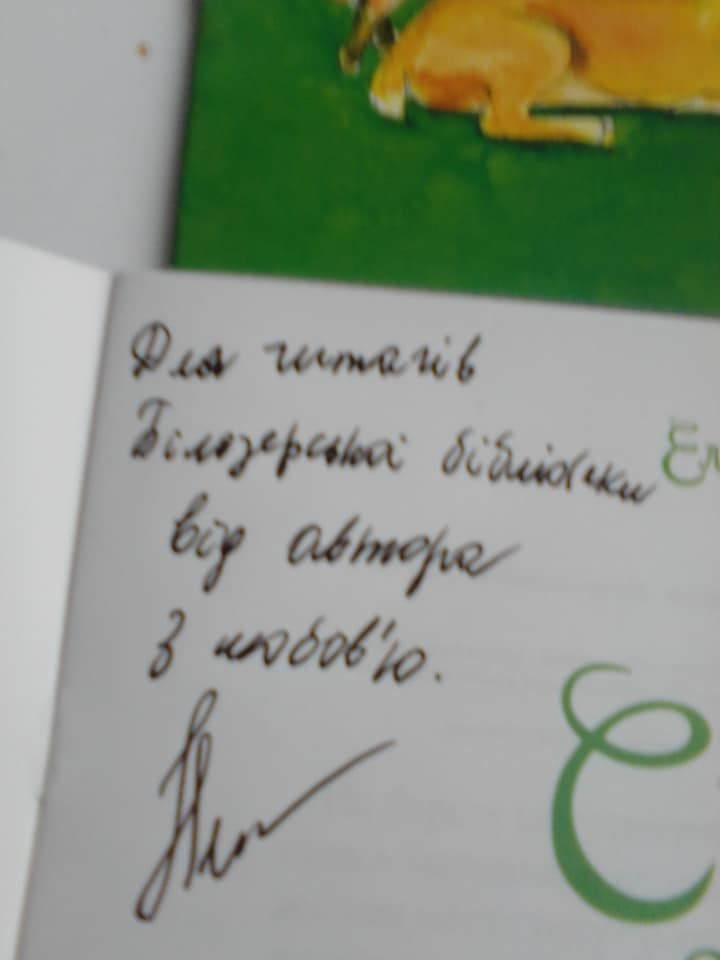 Для читачів
Білозерської бібліотеки
від автора
з любов'ю.